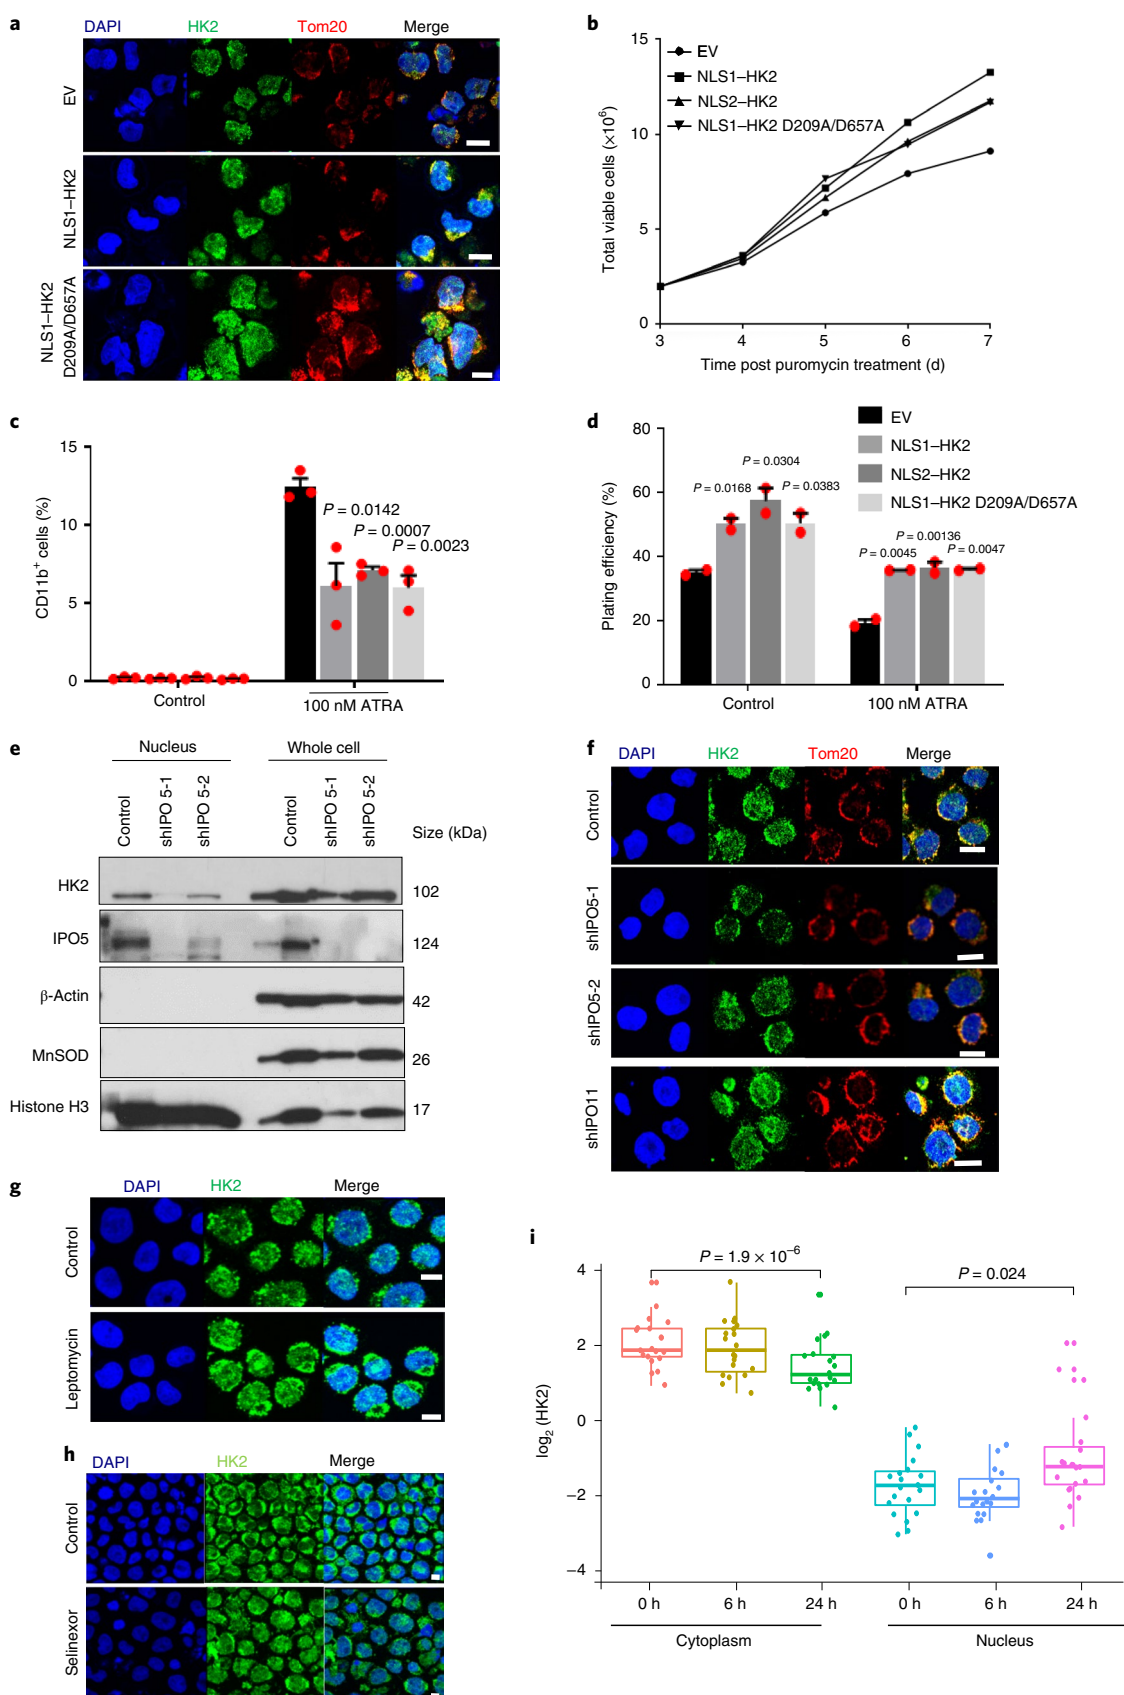 a
DAPI HK2 Tom20 Merge
EV
NLS1–HK2
NLS1–HK2
D209A/D657A
b
15
10
5
0
Total viable cells (×10⁶)
EV
NLS1–HK2
NLS2–HK2
NLS1–HK2 D209A/D657A
3 4 5 6 7
Time post puromycin treatment (d)
c
15
10
5
0
CD11b⁺ cells (%)
P = 0.0142
P = 0.0007
P = 0.0023
Control
100 nM ATRA
d
80
60
40
20
0
Plating efficiency (%)
EV
NLS1–HK2
NLS2–HK2
NLS1–HK2 D209A/D657A
P = 0.0304
P = 0.0168
P = 0.0383
P = 0.00136
P = 0.0045
P = 0.0047
Control
100 nM ATRA
e
Nucleus Whole cell
Control
shIPO 5-1
shIPO 5-2
Control
shIPO 5-1
shIPO 5-2
Size (kDa)
HK2 102
IPO5 124
β-Actin 42
MnSOD 26
Histone H3 17
f
DAPI HK2 Tom20 Merge
Control
shIPO5-1
shIPO5-2
shIPO11
g
DAPI HK2 Merge
Control
Leptomycin
h
DAPI HK2 Merge
Control
Selinexor
i
4
2
0
−2
−4
log₂ (HK2)
P = 1.9 × 10⁻⁶
P = 0.024
0 h 6 h 24 h 0 h 6 h 24 h
Cytoplasm Nucleus